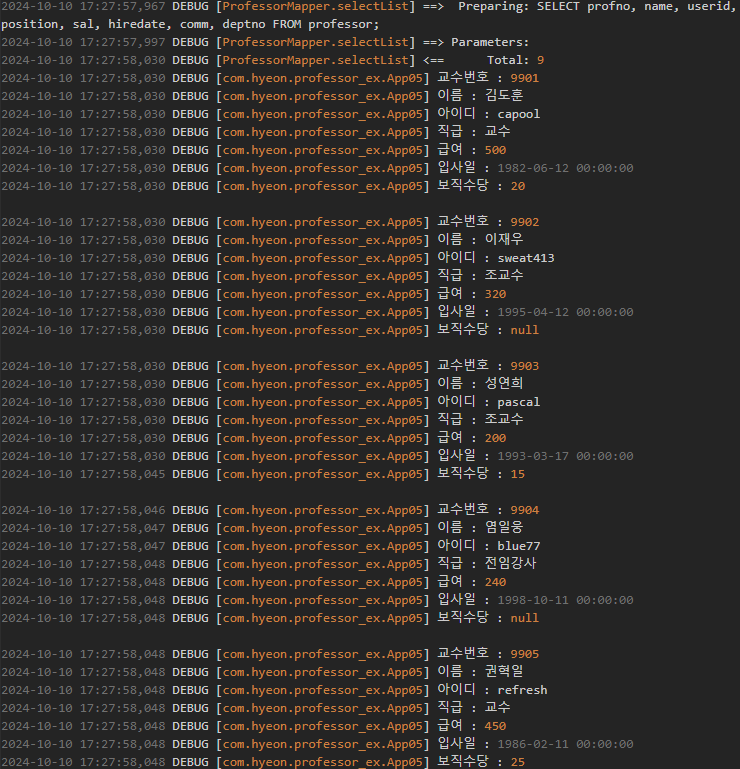 2024-10-10 17:27:57,967 DEBUG [ProfessorMapper.selectList] ==>  Preparing: SELECT profno, name, userid,
position, sal, hiredate, comm, deptno FROM professor;
2024-10-10 17:27:57,997 DEBUG [ProfessorMapper.selectList] ==> Parameters:
2024-10-10 17:27:58,030 DEBUG [ProfessorMapper.selectList] <==      Total: 9
2024-10-10 17:27:58,030 DEBUG [com.hyeon.professor_ex.App05] 교수번호 : 9901
2024-10-10 17:27:58,030 DEBUG [com.hyeon.professor_ex.App05] 이름 : 김도훈
2024-10-10 17:27:58,030 DEBUG [com.hyeon.professor_ex.App05] 아이디 : capool
2024-10-10 17:27:58,030 DEBUG [com.hyeon.professor_ex.App05] 직급 : 교수
2024-10-10 17:27:58,030 DEBUG [com.hyeon.professor_ex.App05] 급여 : 500
2024-10-10 17:27:58,030 DEBUG [com.hyeon.professor_ex.App05] 입사일 : 1982-06-12 00:00:00
2024-10-10 17:27:58,030 DEBUG [com.hyeon.professor_ex.App05] 보직수당 : 20
2024-10-10 17:27:58,030 DEBUG [com.hyeon.professor_ex.App05] 교수번호 : 9902
2024-10-10 17:27:58,030 DEBUG [com.hyeon.professor_ex.App05] 이름 : 이재우
2024-10-10 17:27:58,030 DEBUG [com.hyeon.professor_ex.App05] 아이디 : sweat413
2024-10-10 17:27:58,030 DEBUG [com.hyeon.professor_ex.App05] 직급 : 조교수
2024-10-10 17:27:58,030 DEBUG [com.hyeon.professor_ex.App05] 급여 : 320
2024-10-10 17:27:58,030 DEBUG [com.hyeon.professor_ex.App05] 입사일 : 1995-04-12 00:00:00
2024-10-10 17:27:58,030 DEBUG [com.hyeon.professor_ex.App05] 보직수당 : null
2024-10-10 17:27:58,030 DEBUG [com.hyeon.professor_ex.App05] 교수번호 : 9903
2024-10-10 17:27:58,030 DEBUG [com.hyeon.professor_ex.App05] 이름 : 성연희
2024-10-10 17:27:58,030 DEBUG [com.hyeon.professor_ex.App05] 아이디 : pascal
2024-10-10 17:27:58,030 DEBUG [com.hyeon.professor_ex.App05] 직급 : 조교수
2024-10-10 17:27:58,030 DEBUG [com.hyeon.professor_ex.App05] 급여 : 200
2024-10-10 17:27:58,030 DEBUG [com.hyeon.professor_ex.App05] 입사일 : 1993-03-17 00:00:00
2024-10-10 17:27:58,045 DEBUG [com.hyeon.professor_ex.App05] 보직수당 : 15
2024-10-10 17:27:58,046 DEBUG [com.hyeon.professor_ex.App05] 교수번호 : 9904
2024-10-10 17:27:58,047 DEBUG [com.hyeon.professor_ex.App05] 이름 : 염일웅
2024-10-10 17:27:58,047 DEBUG [com.hyeon.professor_ex.App05] 아이디 : blue77
2024-10-10 17:27:58,048 DEBUG [com.hyeon.professor_ex.App05] 직급 : 전임강사
2024-10-10 17:27:58,048 DEBUG [com.hyeon.professor_ex.App05] 급여 : 240
2024-10-10 17:27:58,048 DEBUG [com.hyeon.professor_ex.App05] 입사일 : 1998-10-11 00:00:00
2024-10-10 17:27:58,048 DEBUG [com.hyeon.professor_ex.App05] 보직수당 : null
2024-10-10 17:27:58,048 DEBUG [com.hyeon.professor_ex.App05] 교수번호 : 9905
2024-10-10 17:27:58,048 DEBUG [com.hyeon.professor_ex.App05] 이름 : 권혁일
2024-10-10 17:27:58,048 DEBUG [com.hyeon.professor_ex.App05] 아이디 : refresh
2024-10-10 17:27:58,048 DEBUG [com.hyeon.professor_ex.App05] 직급 : 교수
2024-10-10 17:27:58,048 DEBUG [com.hyeon.professor_ex.App05] 급여 : 450
2024-10-10 17:27:58,048 DEBUG [com.hyeon.professor_ex.App05] 입사일 : 1986-02-11 00:00:00
2024-10-10 17:27:58,048 DEBUG [com.hyeon.professor_ex.App05] 보직수당 : 25